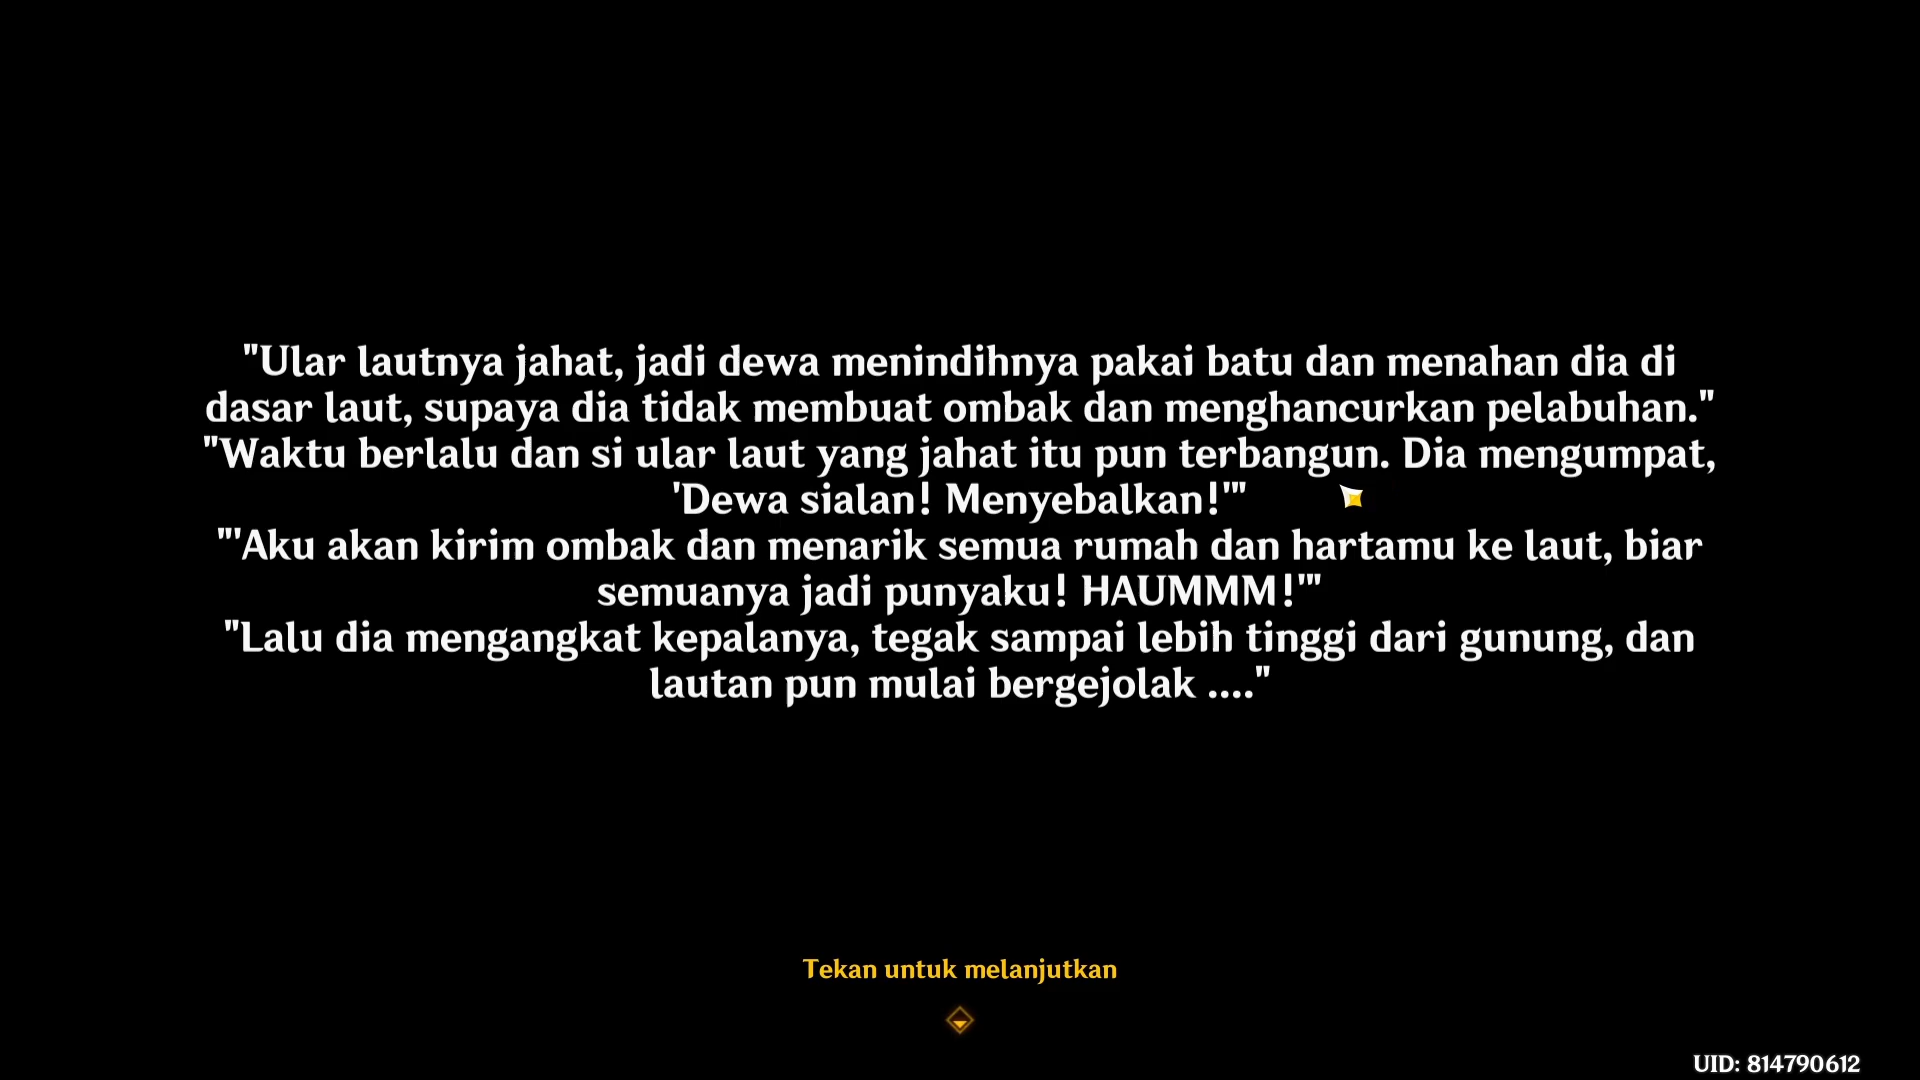 "Ular lautnya jahat, jadi dewa menindihnya pakai batu dan menahan dia di
dasar laut, supaya dia tidak membuat ombak dan menghancurkan pelabuhan."
"Waktu berlalu dan si ular laut yang jahat itu pun terbangun. Dia mengumpat,
'Dewa sialan! Menyebalkan!'"
"'Aku akan kirim ombak dan menarik semua rumah dan hartamu ke laut, biar
semuanya jadi punyaku! HAUMMM!'"
"Lalu dia mengangkat kepalanya, tegak sampai lebih tinggi dari gunung, dan
lautan pun mulai bergejolak ...."
Tekan untuk melanjutkan
UID: 814790612